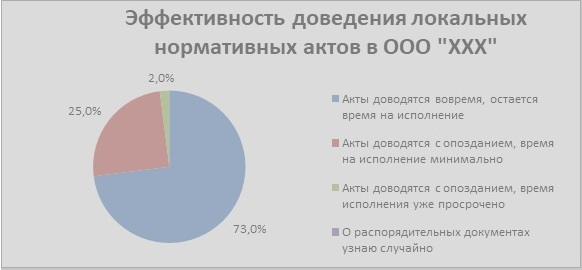 Эффективность доведения локальных
нормативных актов в ООО "ХХХ"
2,0%
25,0%
73,0%
Акты доводятся вовремя, остается
время на исполнение
Акты доводятся с опозданием, время
на исполнение минимально
Акты доводятся с опозданием, время
исполнения уже просрочено
О распорядительных документах
узнаю случайно